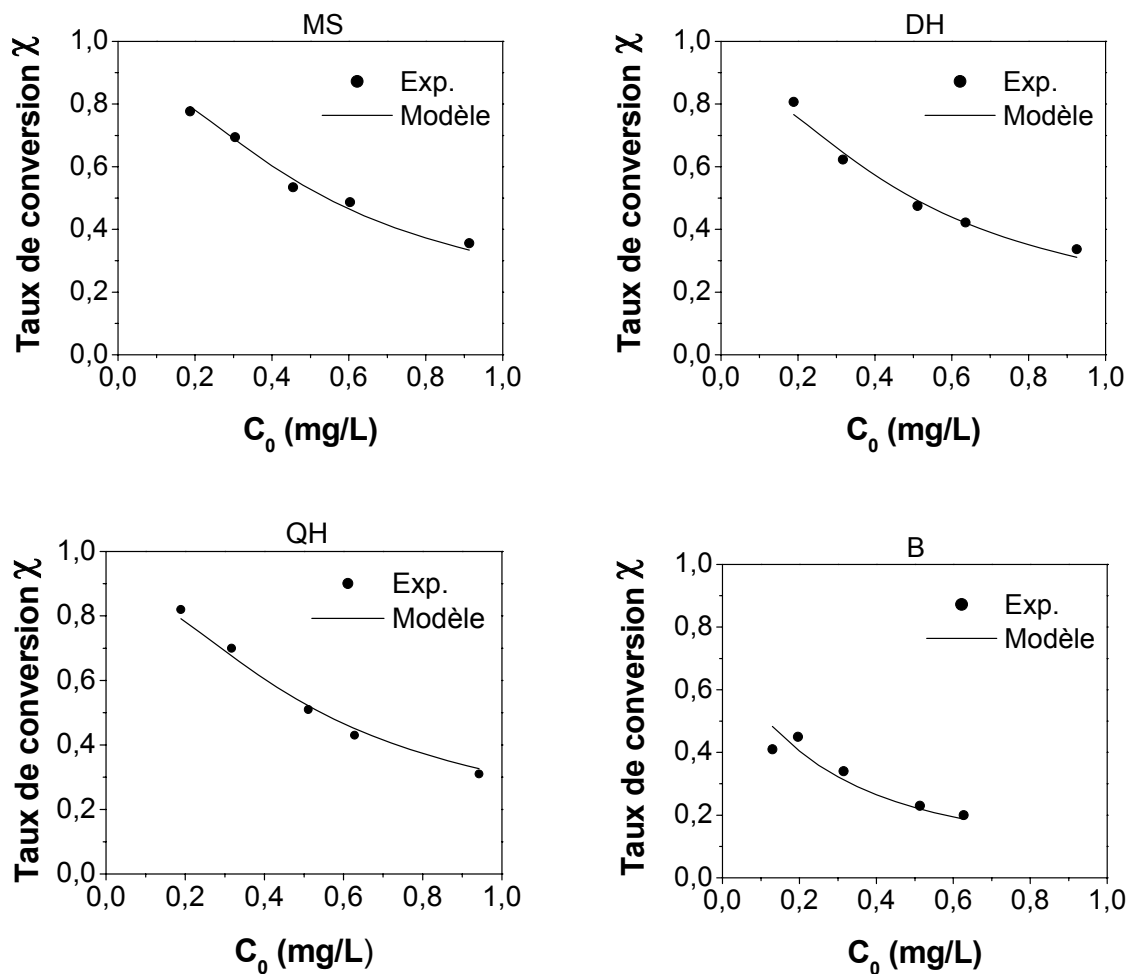 MS
1,0
0,8
0,6
0,4
0,2
0,0
Taux de conversion χ
Exp.
Modèle
0,0 0,2 0,4 0,6 0,8 1,0
C₀ (mg/L)
DH
1,0
0,8
0,6
0,4
0,2
0,0
Taux de conversion χ
Exp.
Modèle
0,0 0,2 0,4 0,6 0,8 1,0
C₀ (mg/L)
QH
1,0
0,8
0,6
0,4
0,2
0,0
Taux de conversion χ
Exp.
Modèle
0,0 0,2 0,4 0,6 0,8 1,0
C₀ (mg/L)
B
1,0
0,8
0,6
0,4
0,2
0,0
Taux de conversion χ
Exp.
Modèle
0,0 0,2 0,4 0,6 0,8 1,0
C₀ (mg/L)